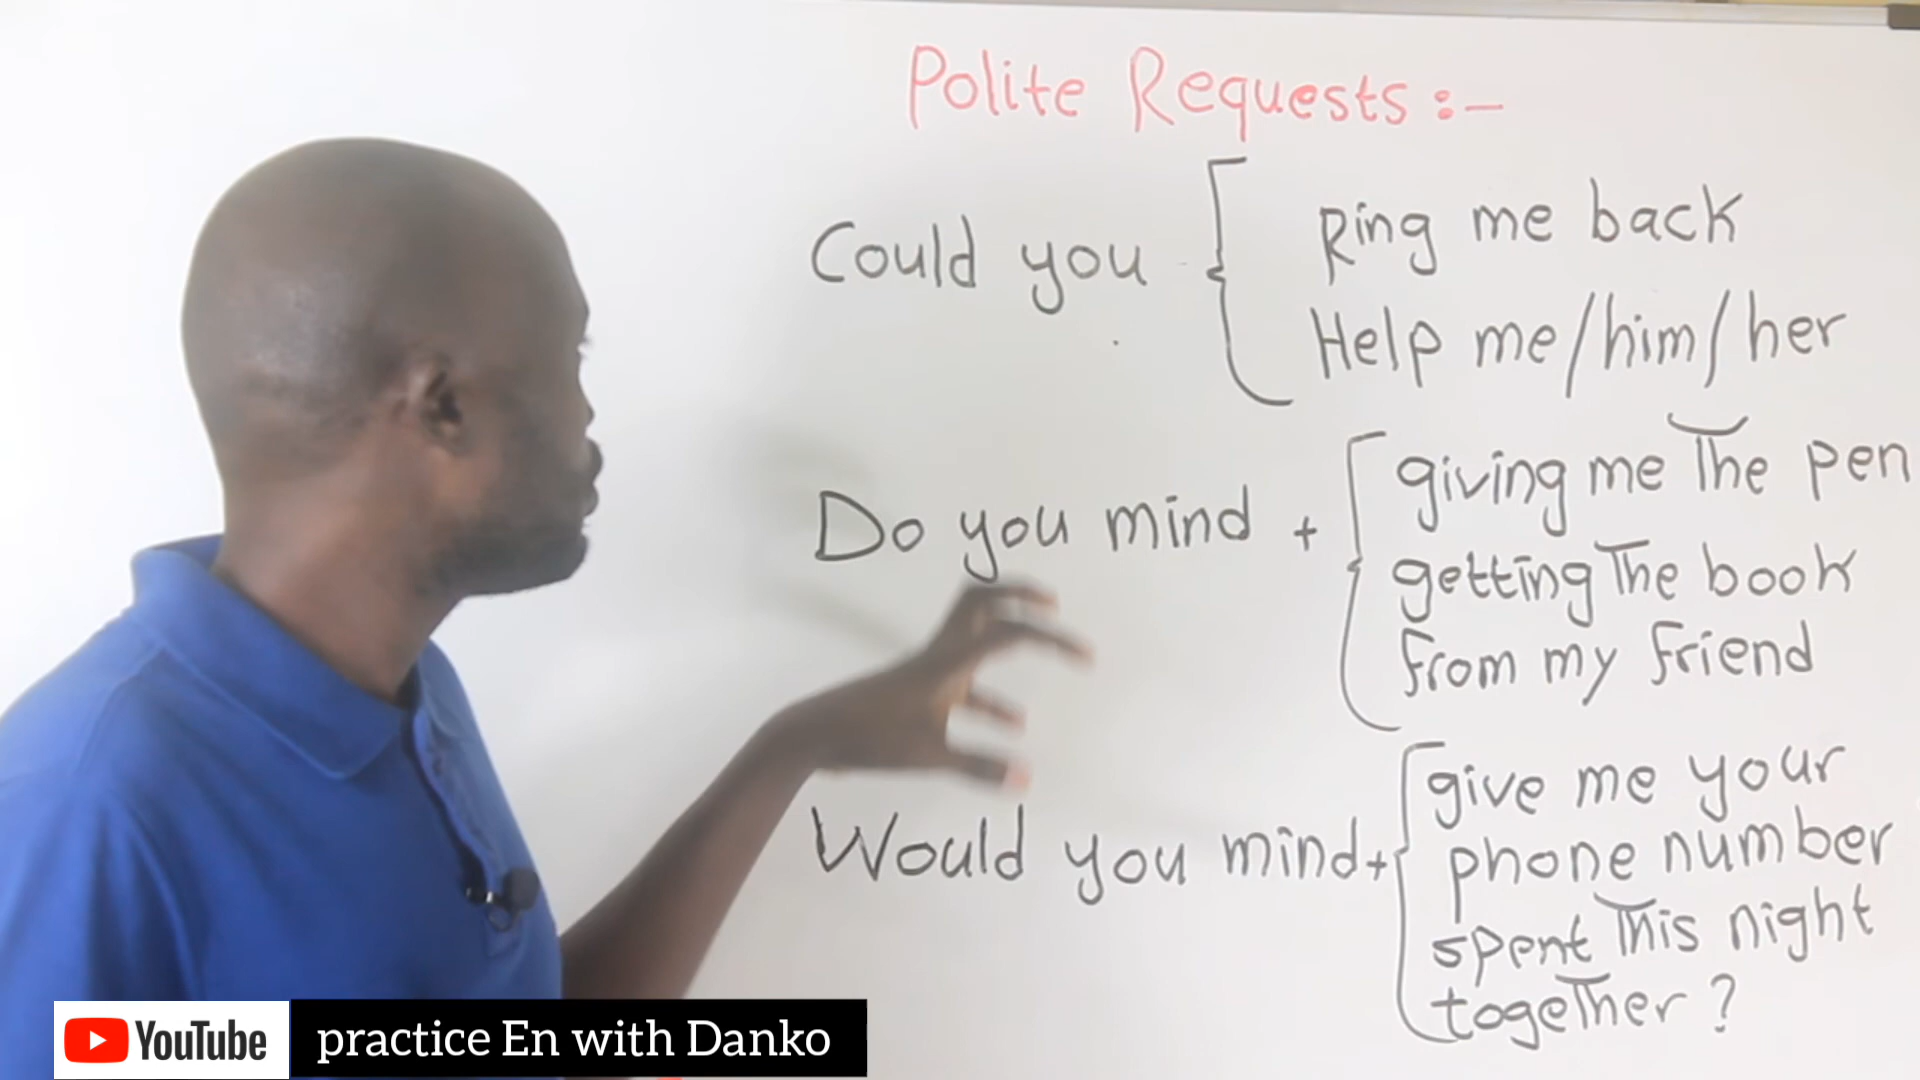 Polite Requests :-
Could you
Ring me back
Help me/him/her
Do you mind +
giving me The pen
getting The book
From my Friend
Would you mind+
give me your
phone number
spent This night
together ?
YouTube
practice En with Danko